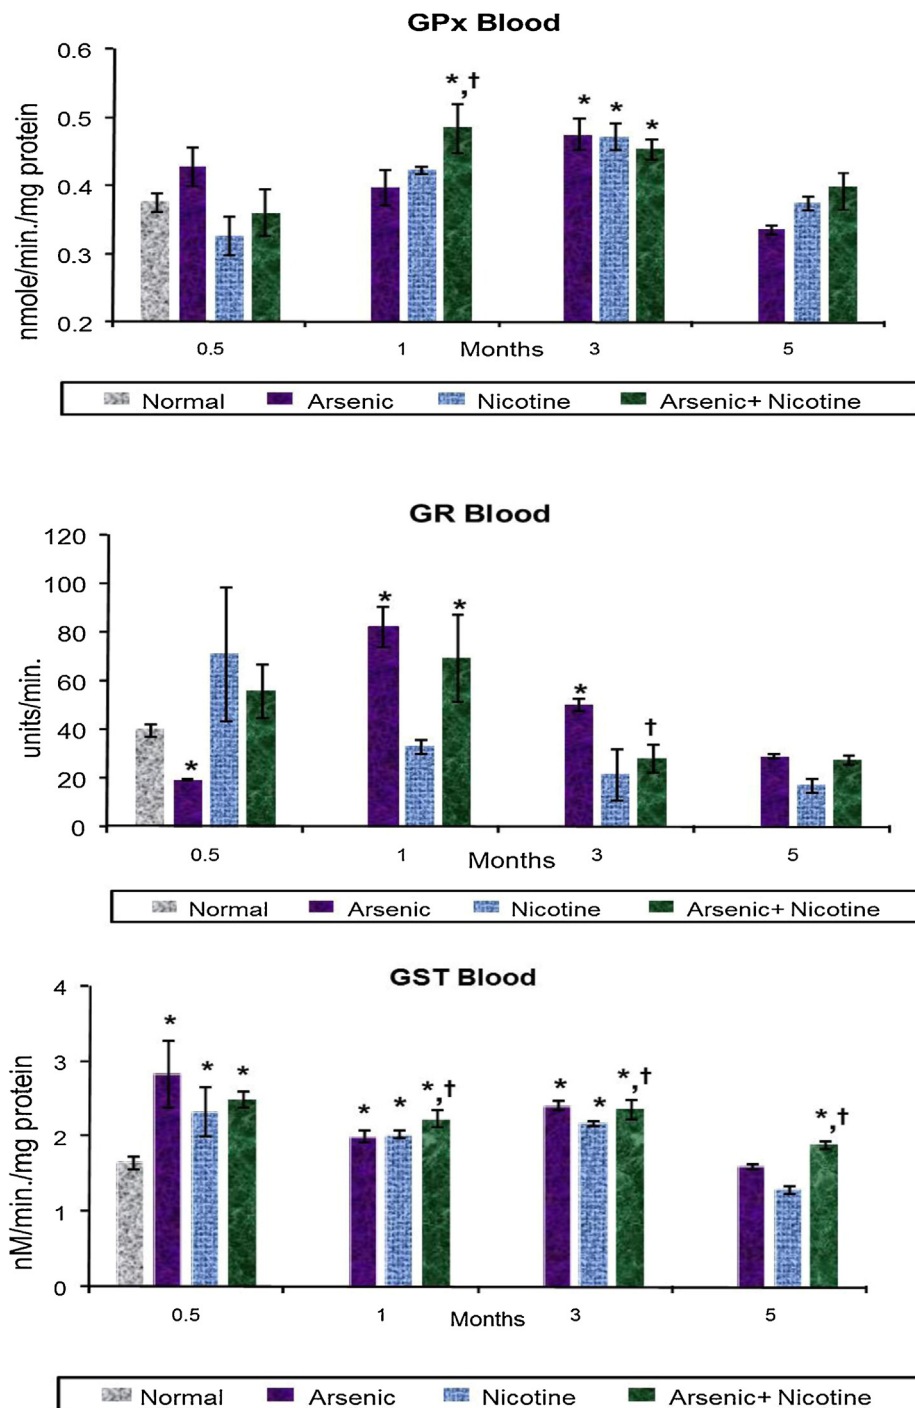 GPx Blood
0.6
*,†
0.5
* * *
0.4
0.3
0.2
nmole/min./mg protein
0.5 1 Months 3 5
Normal Arsenic Nicotine Arsenic+ Nicotine
GR Blood
120
100
* *
80
60
*
†
40
*
20
0
units/min.
0.5 1 Months 3 5
Normal Arsenic Nicotine Arsenic+ Nicotine
GST Blood
4
*
3
* * *,† * *,†
* * *
*,†
2
1
0
nM/min./mg protein
0.5 1 Months 3 5
Normal Arsenic Nicotine Arsenic+ Nicotine